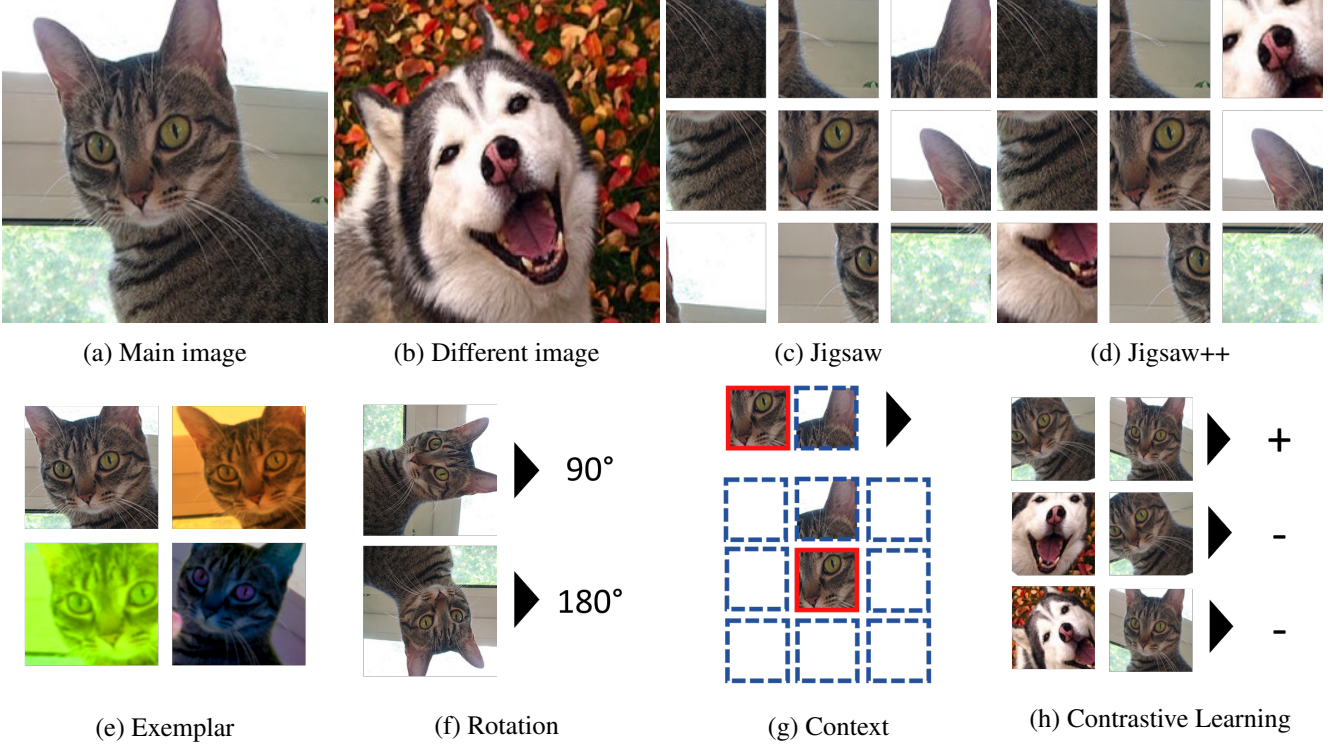 (a) Main image
(b) Different image
(c) Jigsaw
(d) Jigsaw++
90°
180°
+
-
-
(e) Exemplar
(f) Rotation
(g) Context
(h) Contrastive Learning